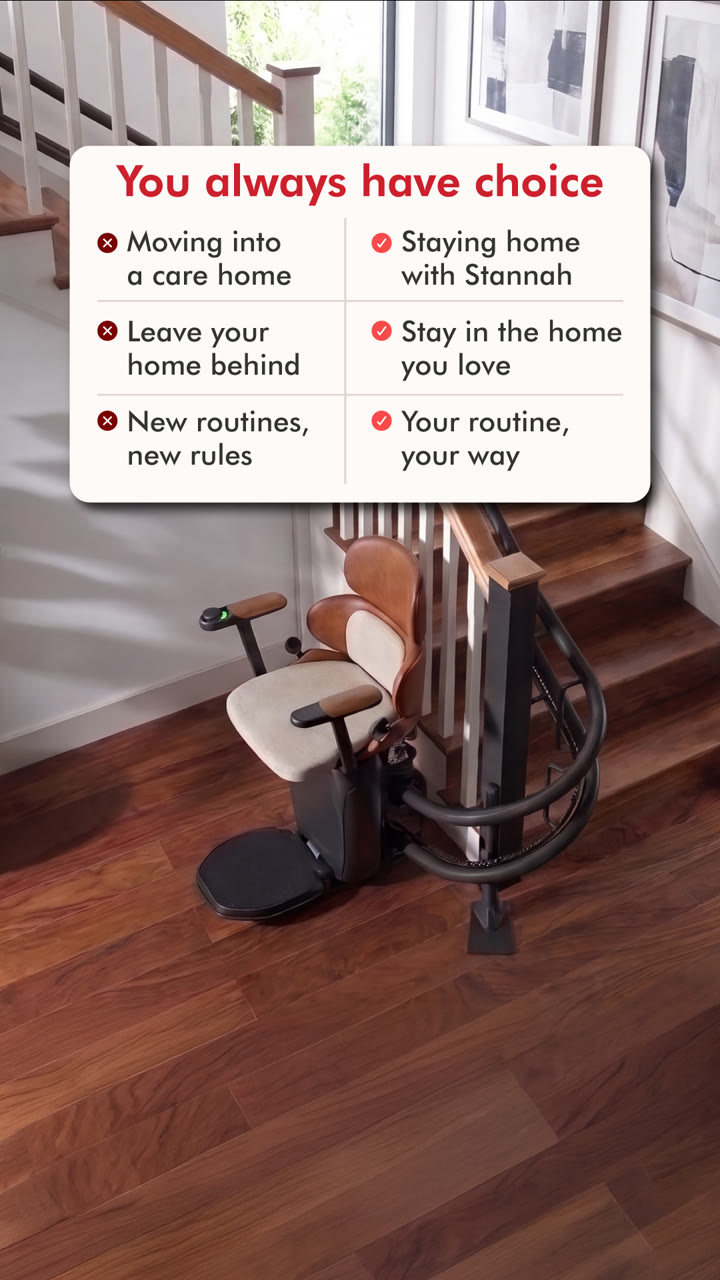 You always have choice
Moving into
a care home
Staying home
with Stannah
Leave your
home behind
Stay in the home
you love
New routines,
new rules
Your routine,
your way